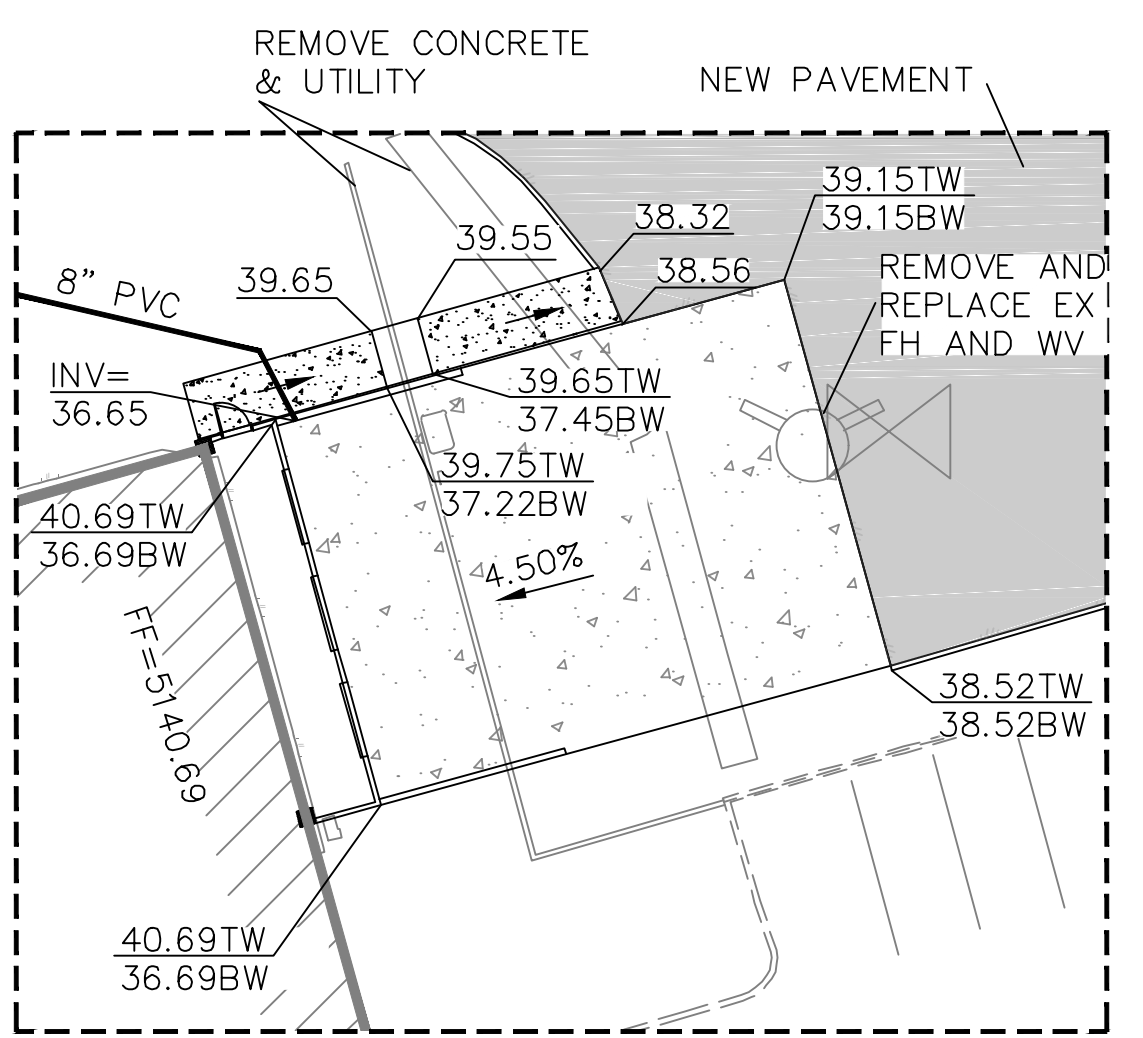 REMOVE CONCRETE
& UTILITY
NEW PAVEMENT
39.15TW
39.15BW
38.32
39.55
38.56
39.65
8” PVC
REMOVE AND
REPLACE EX
FH AND WV
INV=
36.65
39.65TW
37.45BW
39.75TW
37.22BW
40.69TW
36.69BW
4.50%
FF=5140.69
38.52TW
38.52BW
40.69TW
36.69BW